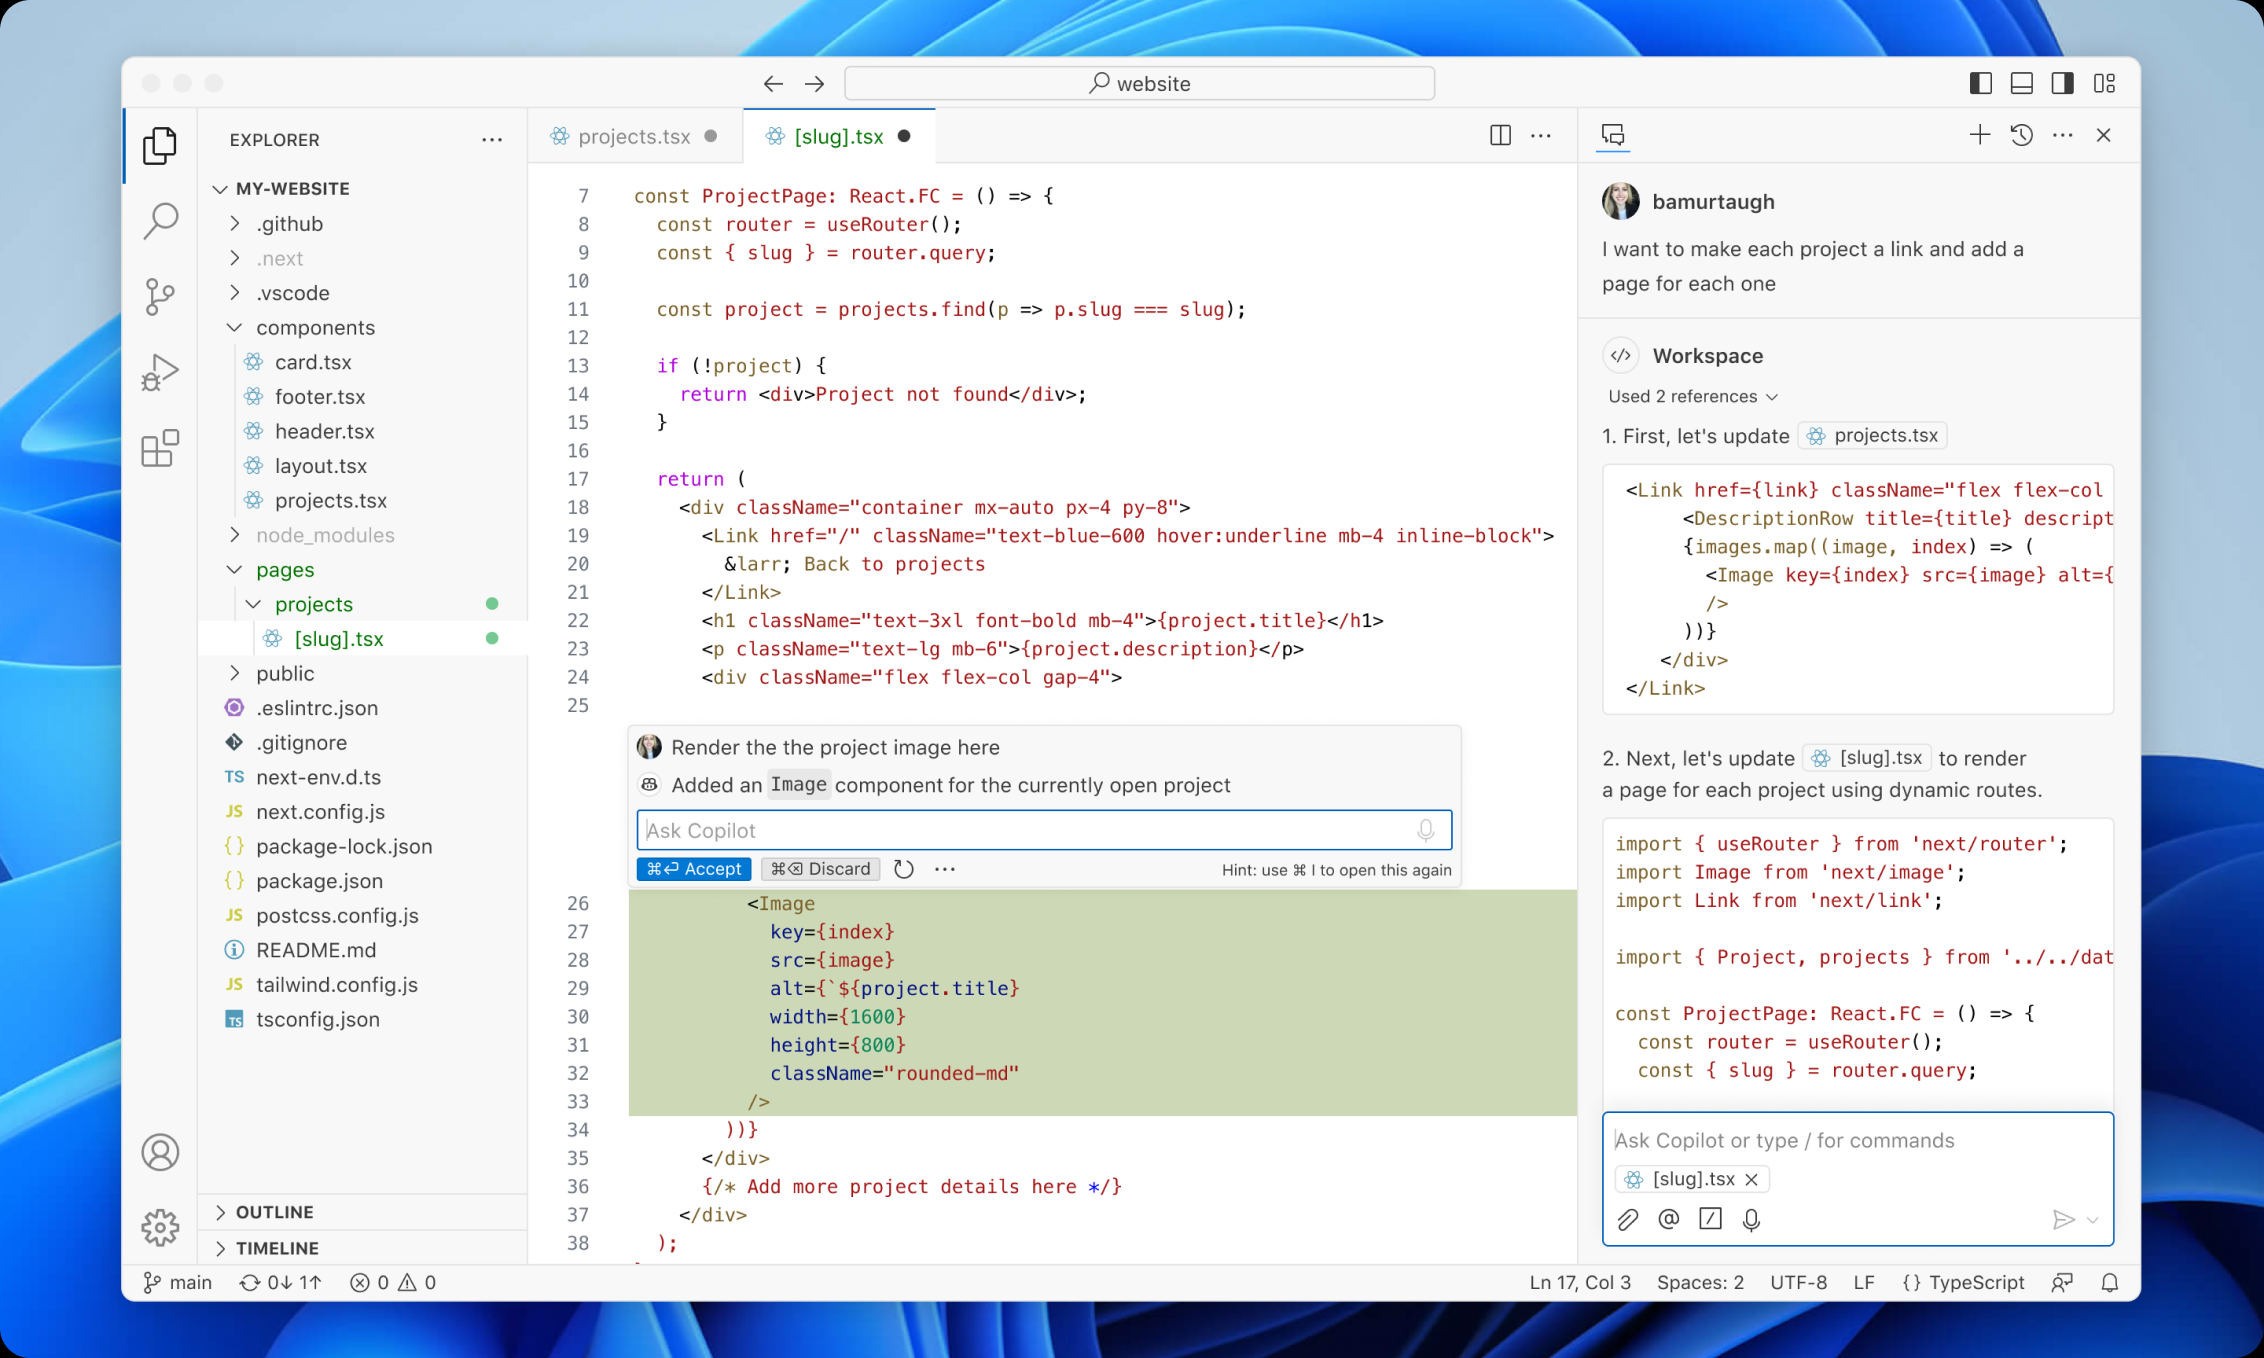 website
EXPLORER
MY-WEBSITE
.github
.next
.vscode
components
card.tsx
footer.tsx
header.tsx
layout.tsx
projects.tsx
node_modules
pages
projects
[slug].tsx
public
.eslintrc.json
.gitignore
TS next-env.d.ts
JS next.config.js
{} package-lock.json
{} package.json
JS postcss.config.js
README.md
JS tailwind.config.js
TS tsconfig.json
OUTLINE
TIMELINE
projects.tsx
[slug].tsx
7 const ProjectPage: React.FC = () => {
8 const router = useRouter();
9 const { slug } = router.query;
10
11 const project = projects.find(p => p.slug === slug);
12
13 if (!project) {
14 return <div>Project not found</div>;
15 }
16
17 return (
18 <div className="container mx-auto px-4 py-8">
19 <Link href="/" className="text-blue-600 hover:underline mb-4 inline-block">
20 &larr; Back to projects
21 </Link>
22 <h1 className="text-3xl font-bold mb-4">{project.title}</h1>
23 <p className="text-lg mb-6">{project.description}</p>
24 <div className="flex flex-col gap-4">
25
Render the the project image here
Added an Image component for the currently open project
Ask Copilot
⌘⏎ Accept ⌘⌫ Discard
Hint: use ⌘ I to open this again
26 <Image
27 key={index}
28 src={image}
29 alt={`${project.title}
30 width={1600}
31 height={800}
32 className="rounded-md"
33 />
34 ))}
35 </div>
36 {/* Add more project details here */}
37 </div>
38 );
bamurtaugh
I want to make each project a link and add a
page for each one
Workspace
Used 2 references
1. First, let's update projects.tsx
<Link href={link} className="flex flex-col
<DescriptionRow title={title} descript
{images.map((image, index) => (
<Image key={index} src={image} alt={
/>
))}
</div>
</Link>
2. Next, let's update [slug].tsx to render
a page for each project using dynamic routes.
import { useRouter } from 'next/router';
import Image from 'next/image';
import Link from 'next/link';
import { Project, projects } from '../../dat
const ProjectPage: React.FC = () => {
const router = useRouter();
const { slug } = router.query;
Ask Copilot or type / for commands
[slug].tsx
main 0↓ 1↑ 0 0
Ln 17, Col 3 Spaces: 2 UTF-8 LF {} TypeScript